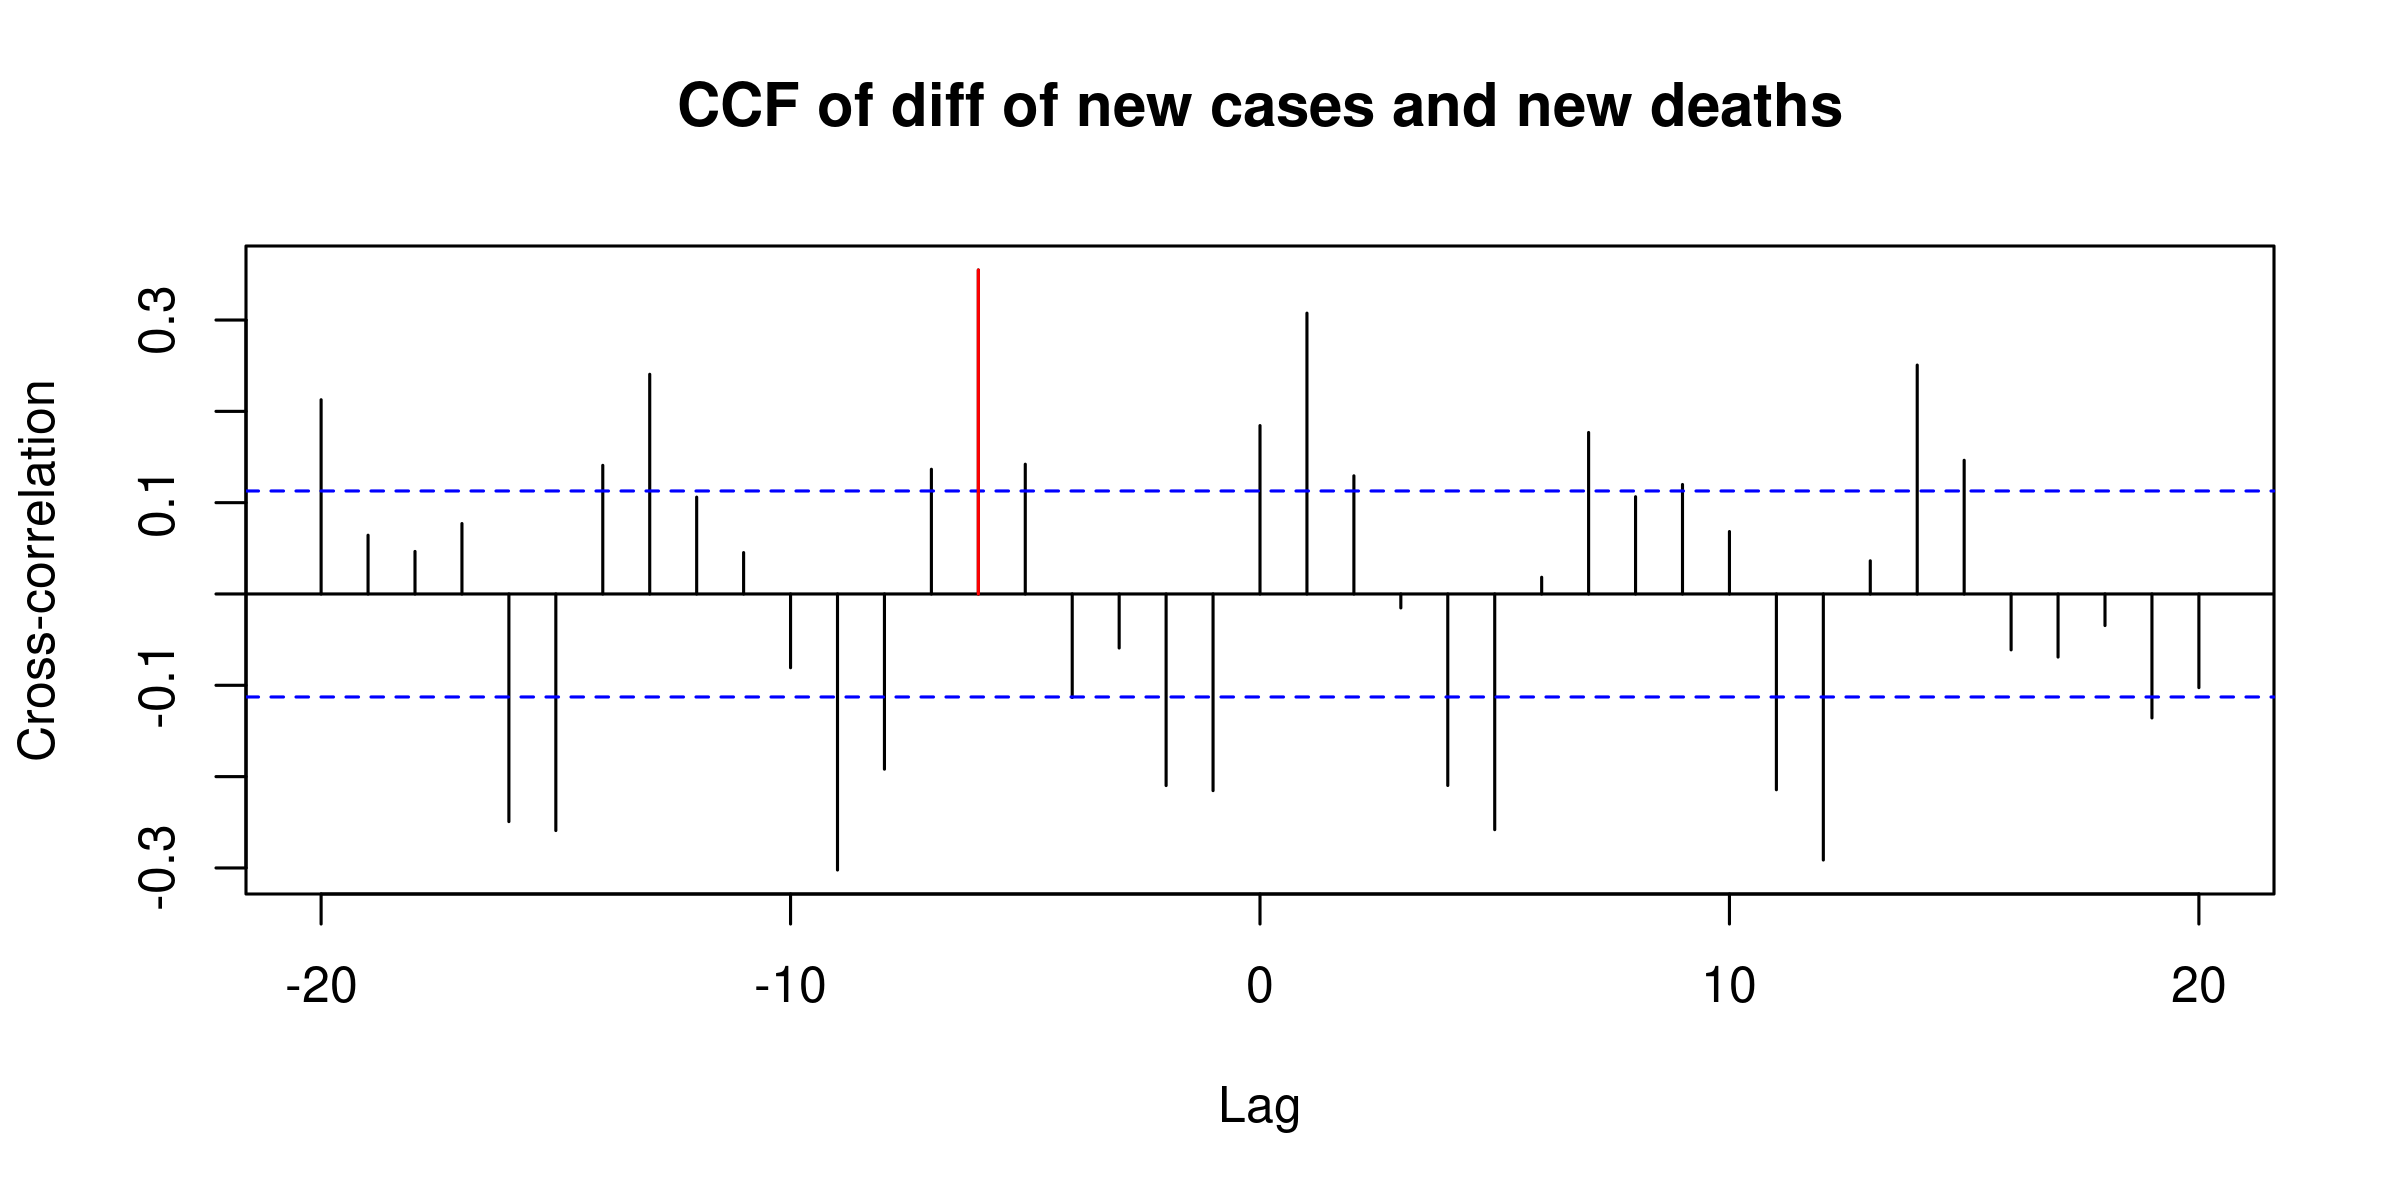 CCF of diff of new cases and new deaths
Cross-correlation
0.3
0.1
-0.1
-0.3
-20 -10 0 10 20
Lag